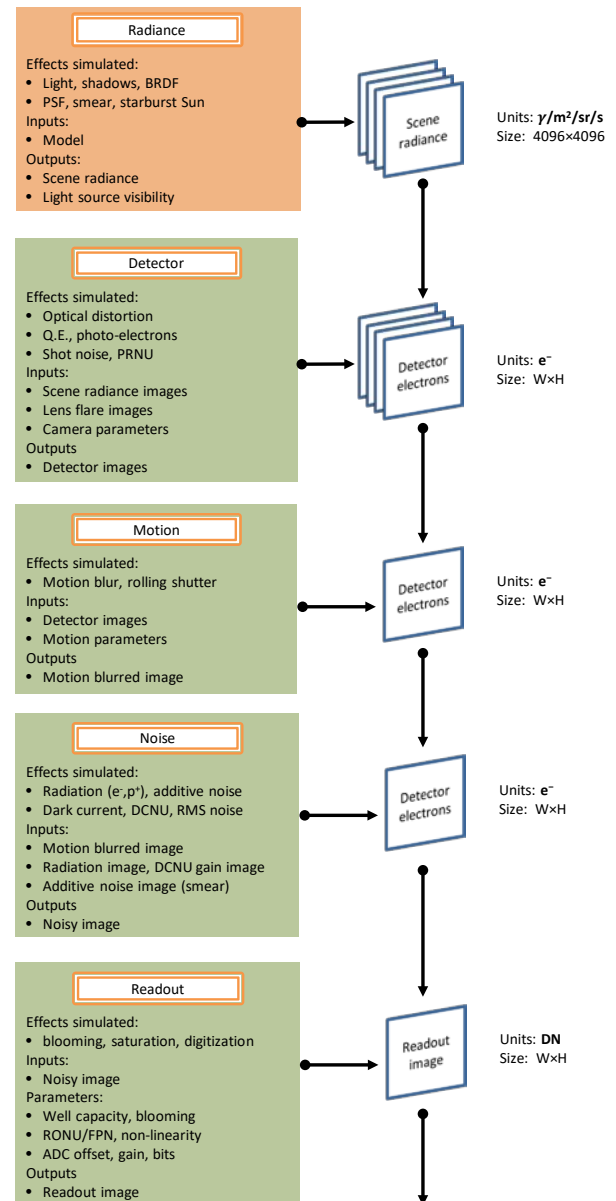 Radiance
Effects simulated:
• Light, shadows, BRDF
• PSF, smear, starburst Sun
Inputs:
• Model
Outputs:
• Scene radiance
• Light source visibility
Scene
radiance
Units: γ/m²/sr/s
Size: 4096×4096
Detector
Effects simulated:
• Optical distortion
• Q.E., photo-electrons
• Shot noise, PRNU
Inputs:
• Scene radiance images
• Lens flare images
• Camera parameters
Outputs
• Detector images
Detector
electrons
Units: e⁻
Size: W×H
Motion
Effects simulated:
• Motion blur, rolling shutter
Inputs:
• Detector images
• Motion parameters
Outputs
• Motion blurred image
Detector
electrons
Units: e⁻
Size: W×H
Noise
Effects simulated:
• Radiation (e⁻,p⁺), additive noise
• Dark current, DCNU, RMS noise
Inputs:
• Motion blurred image
• Radiation image, DCNU gain image
• Additive noise image (smear)
Outputs
• Noisy image
Detector
electrons
Units: e⁻
Size: W×H
Readout
Effects simulated:
• blooming, saturation, digitization
Inputs:
• Noisy image
Parameters:
• Well capacity, blooming
• RONU/FPN, non-linearity
• ADC offset, gain, bits
Outputs
• Readout image
Readout
image
Units: DN
Size: W×H